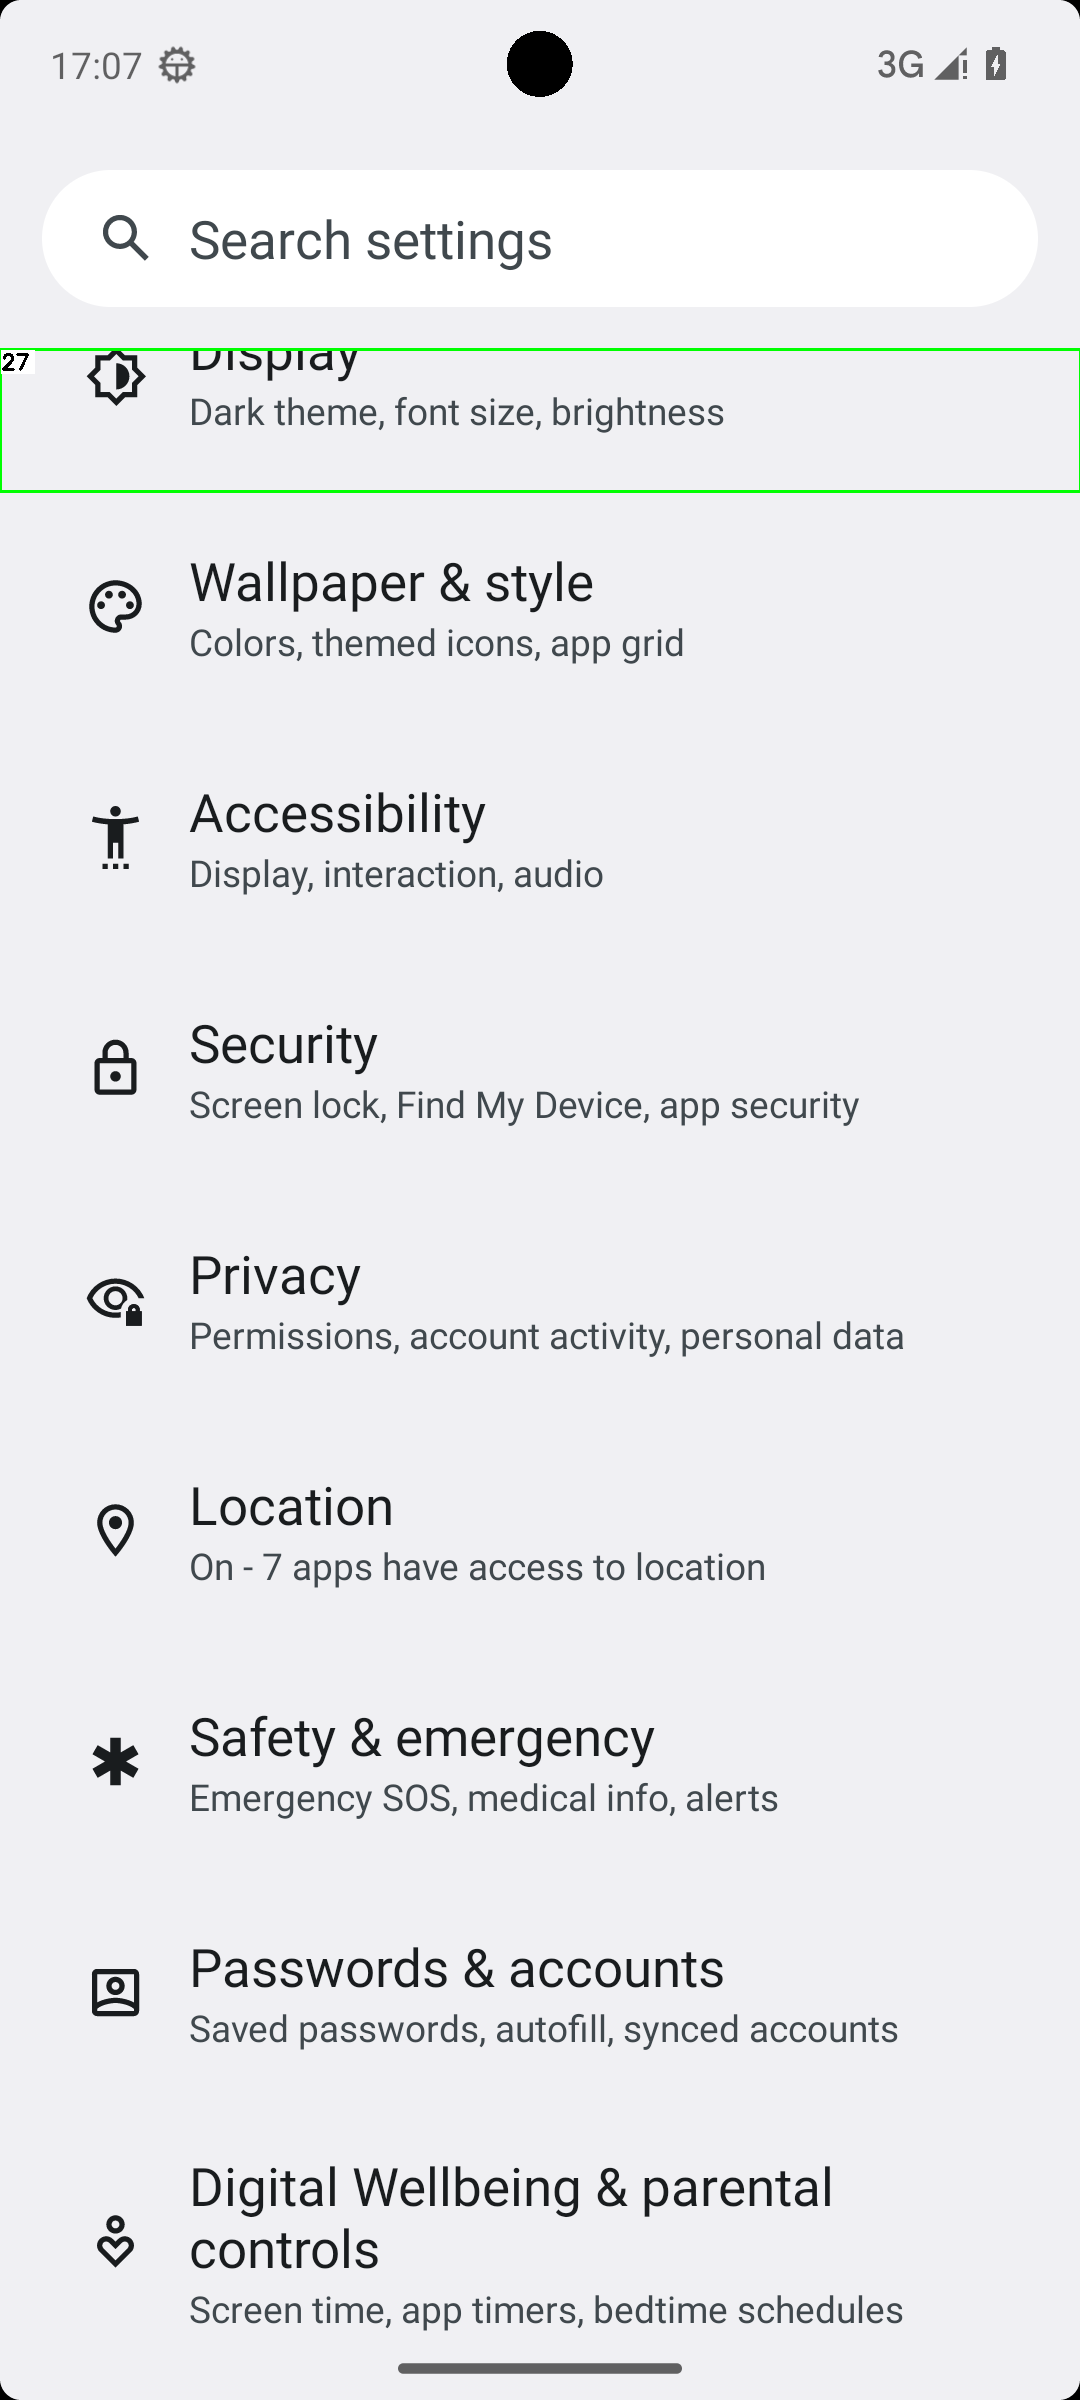 17:07
3G
Search settings
27
Display
Dark theme, font size, brightness
Wallpaper & style
Colors, themed icons, app grid
Accessibility
Display, interaction, audio
Security
Screen lock, Find My Device, app security
Privacy
Permissions, account activity, personal data
Location
On - 7 apps have access to location
Safety & emergency
Emergency SOS, medical info, alerts
Passwords & accounts
Saved passwords, autofill, synced accounts
Digital Wellbeing & parental
controls
Screen time, app timers, bedtime schedules